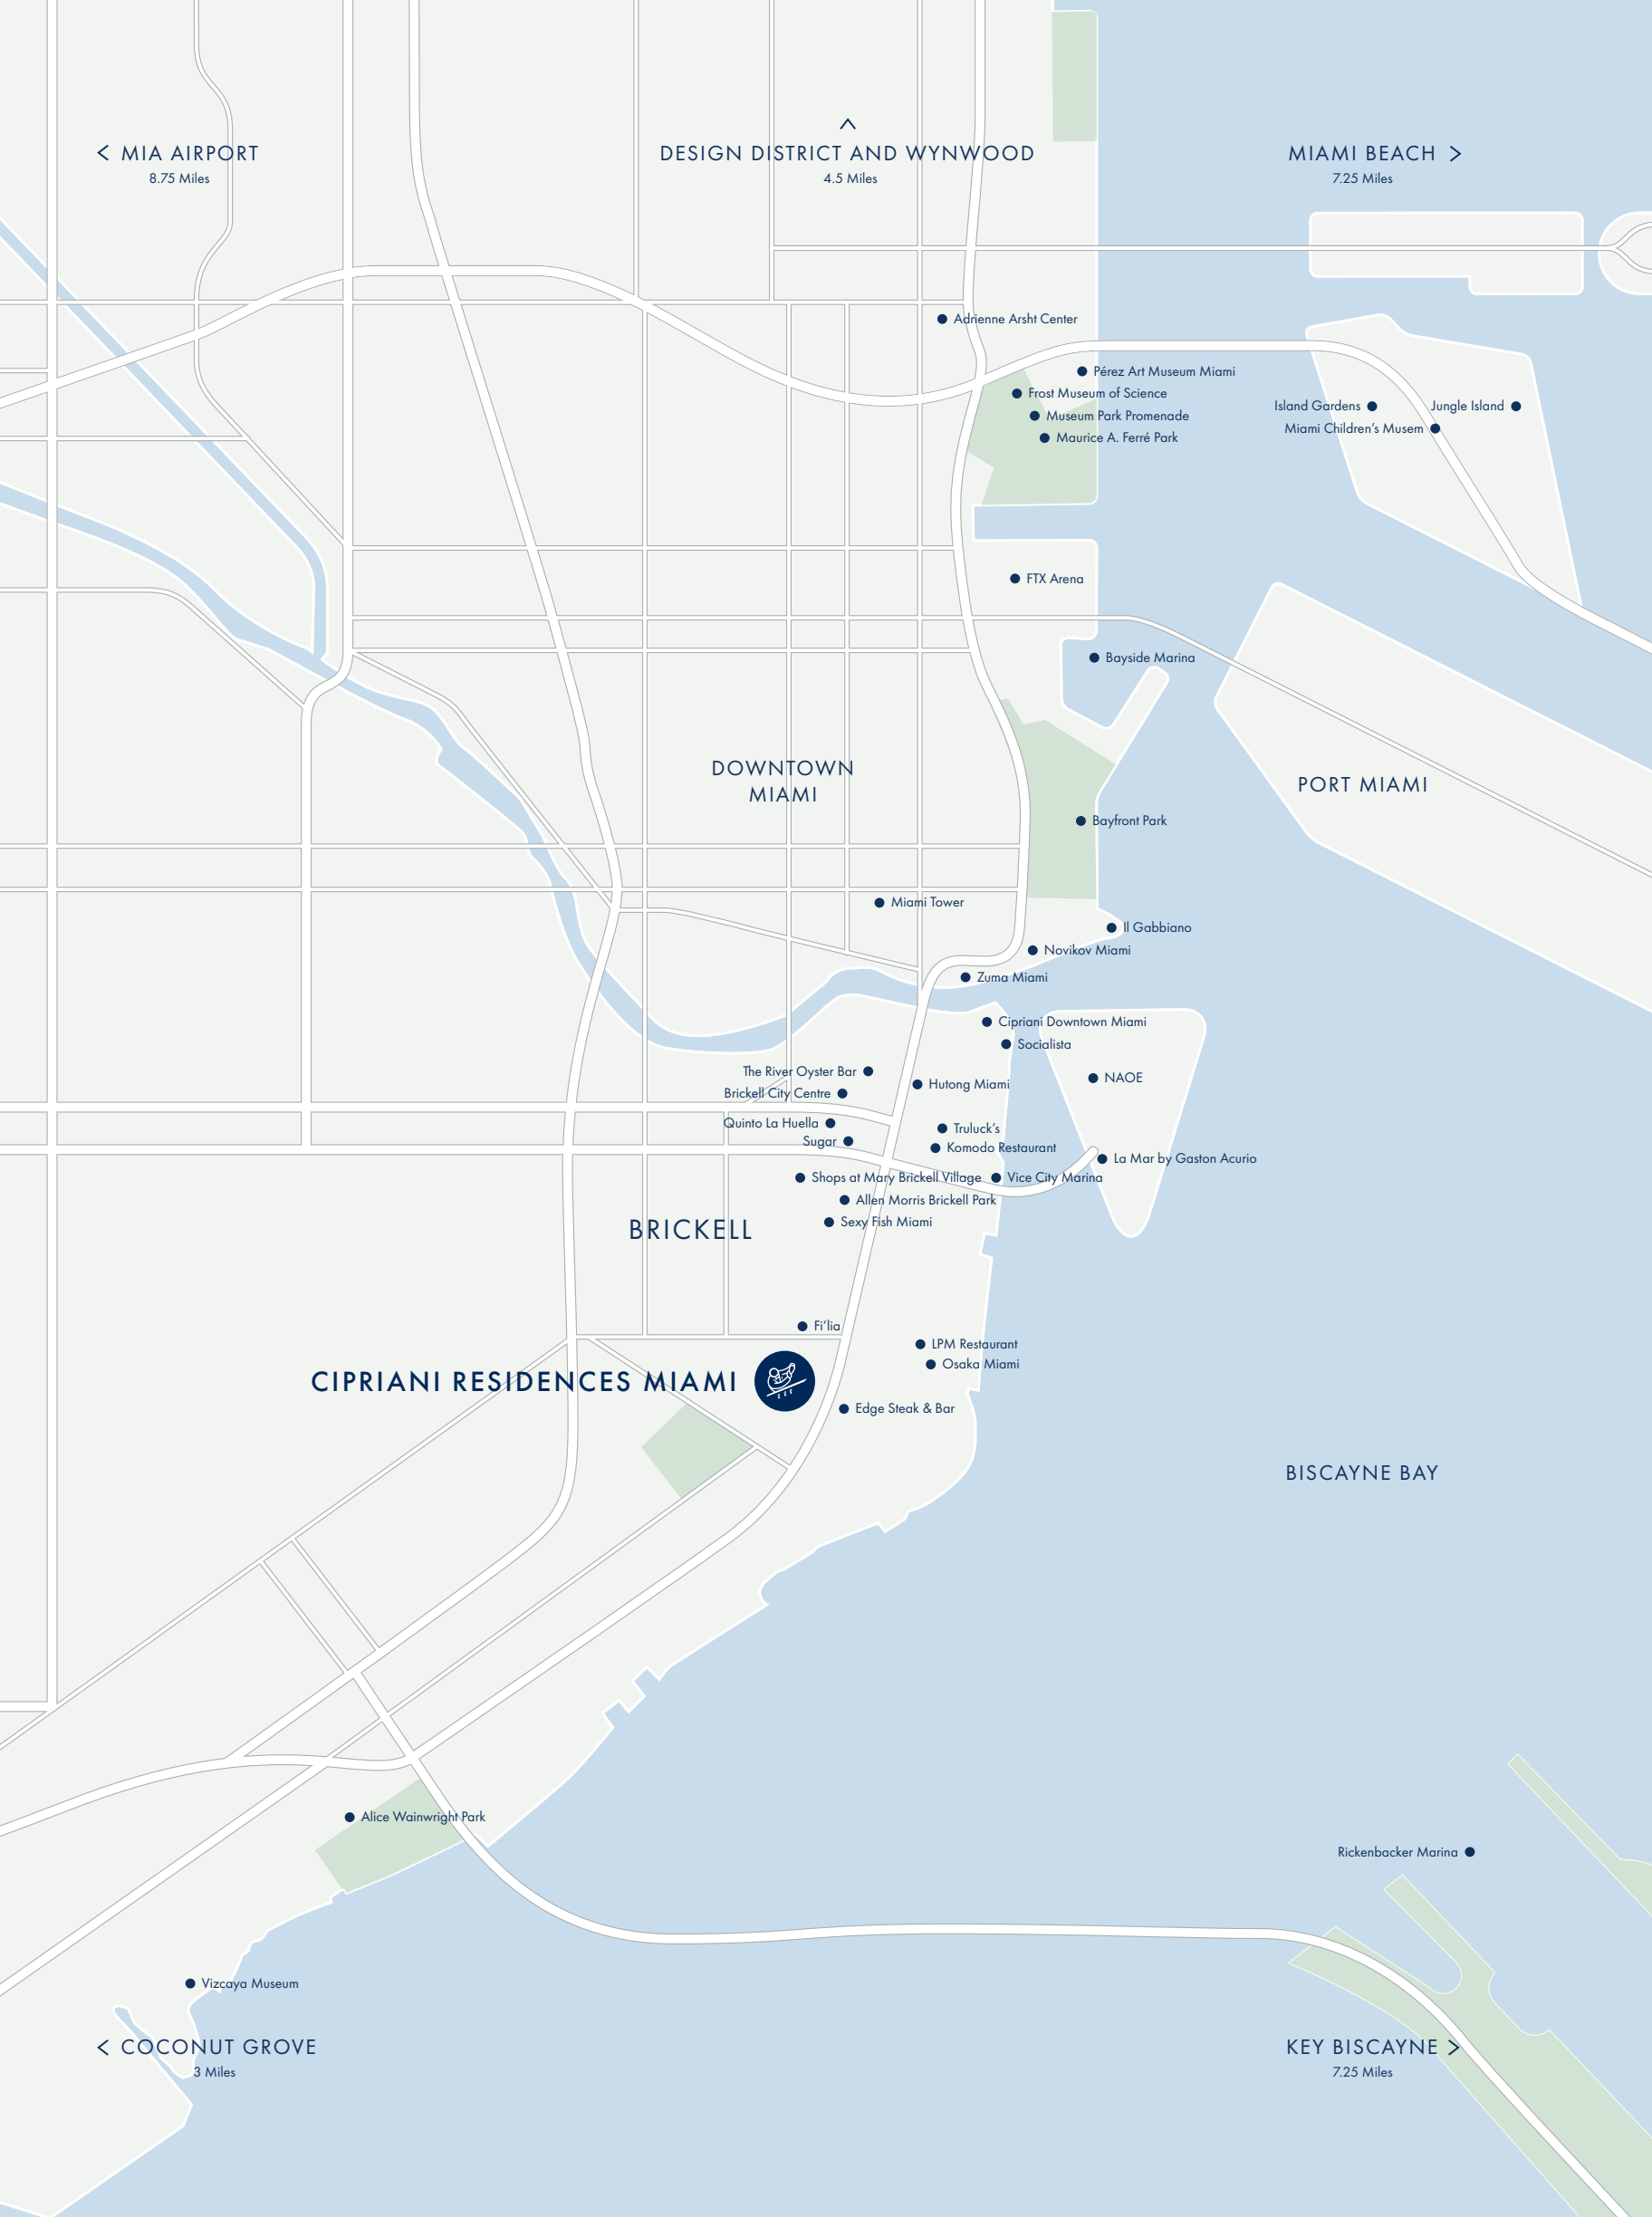 MIA AIRPORT
8.75 Miles
DESIGN DISTRICT AND WYNWOOD
4.5 Miles
MIAMI BEACH
7.25 Miles
Adrienne Arsht Center
Pérez Art Museum Miami
Frost Museum of Science
Museum Park Promenade
Maurice A. Ferré Park
Island Gardens
Jungle Island
Miami Children's Musem
FTX Arena
Bayside Marina
DOWNTOWN
MIAMI
PORT MIAMI
Bayfront Park
Miami Tower
Il Gabbiano
Novikov Miami
Zuma Miami
Cipriani Downtown Miami
Socialista
The River Oyster Bar
NAOE
Hutong Miami
Brickell City Centre
Quinto La Huella
Truluck's
Sugar
Komodo Restaurant
La Mar by Gaston Acurio
Shops at Mary Brickell Village
Vice City Marina
Allen Morris Brickell Park
Sexy Fish Miami
BRICKELL
Fi'lia
LPM Restaurant
Osaka Miami
CIPRIANI RESIDENCES MIAMI
Edge Steak & Bar
BISCAYNE BAY
Alice Wainwright Park
Rickenbacker Marina
Vizcaya Museum
COCONUT GROVE
3 Miles
KEY BISCAYNE
7.25 Miles